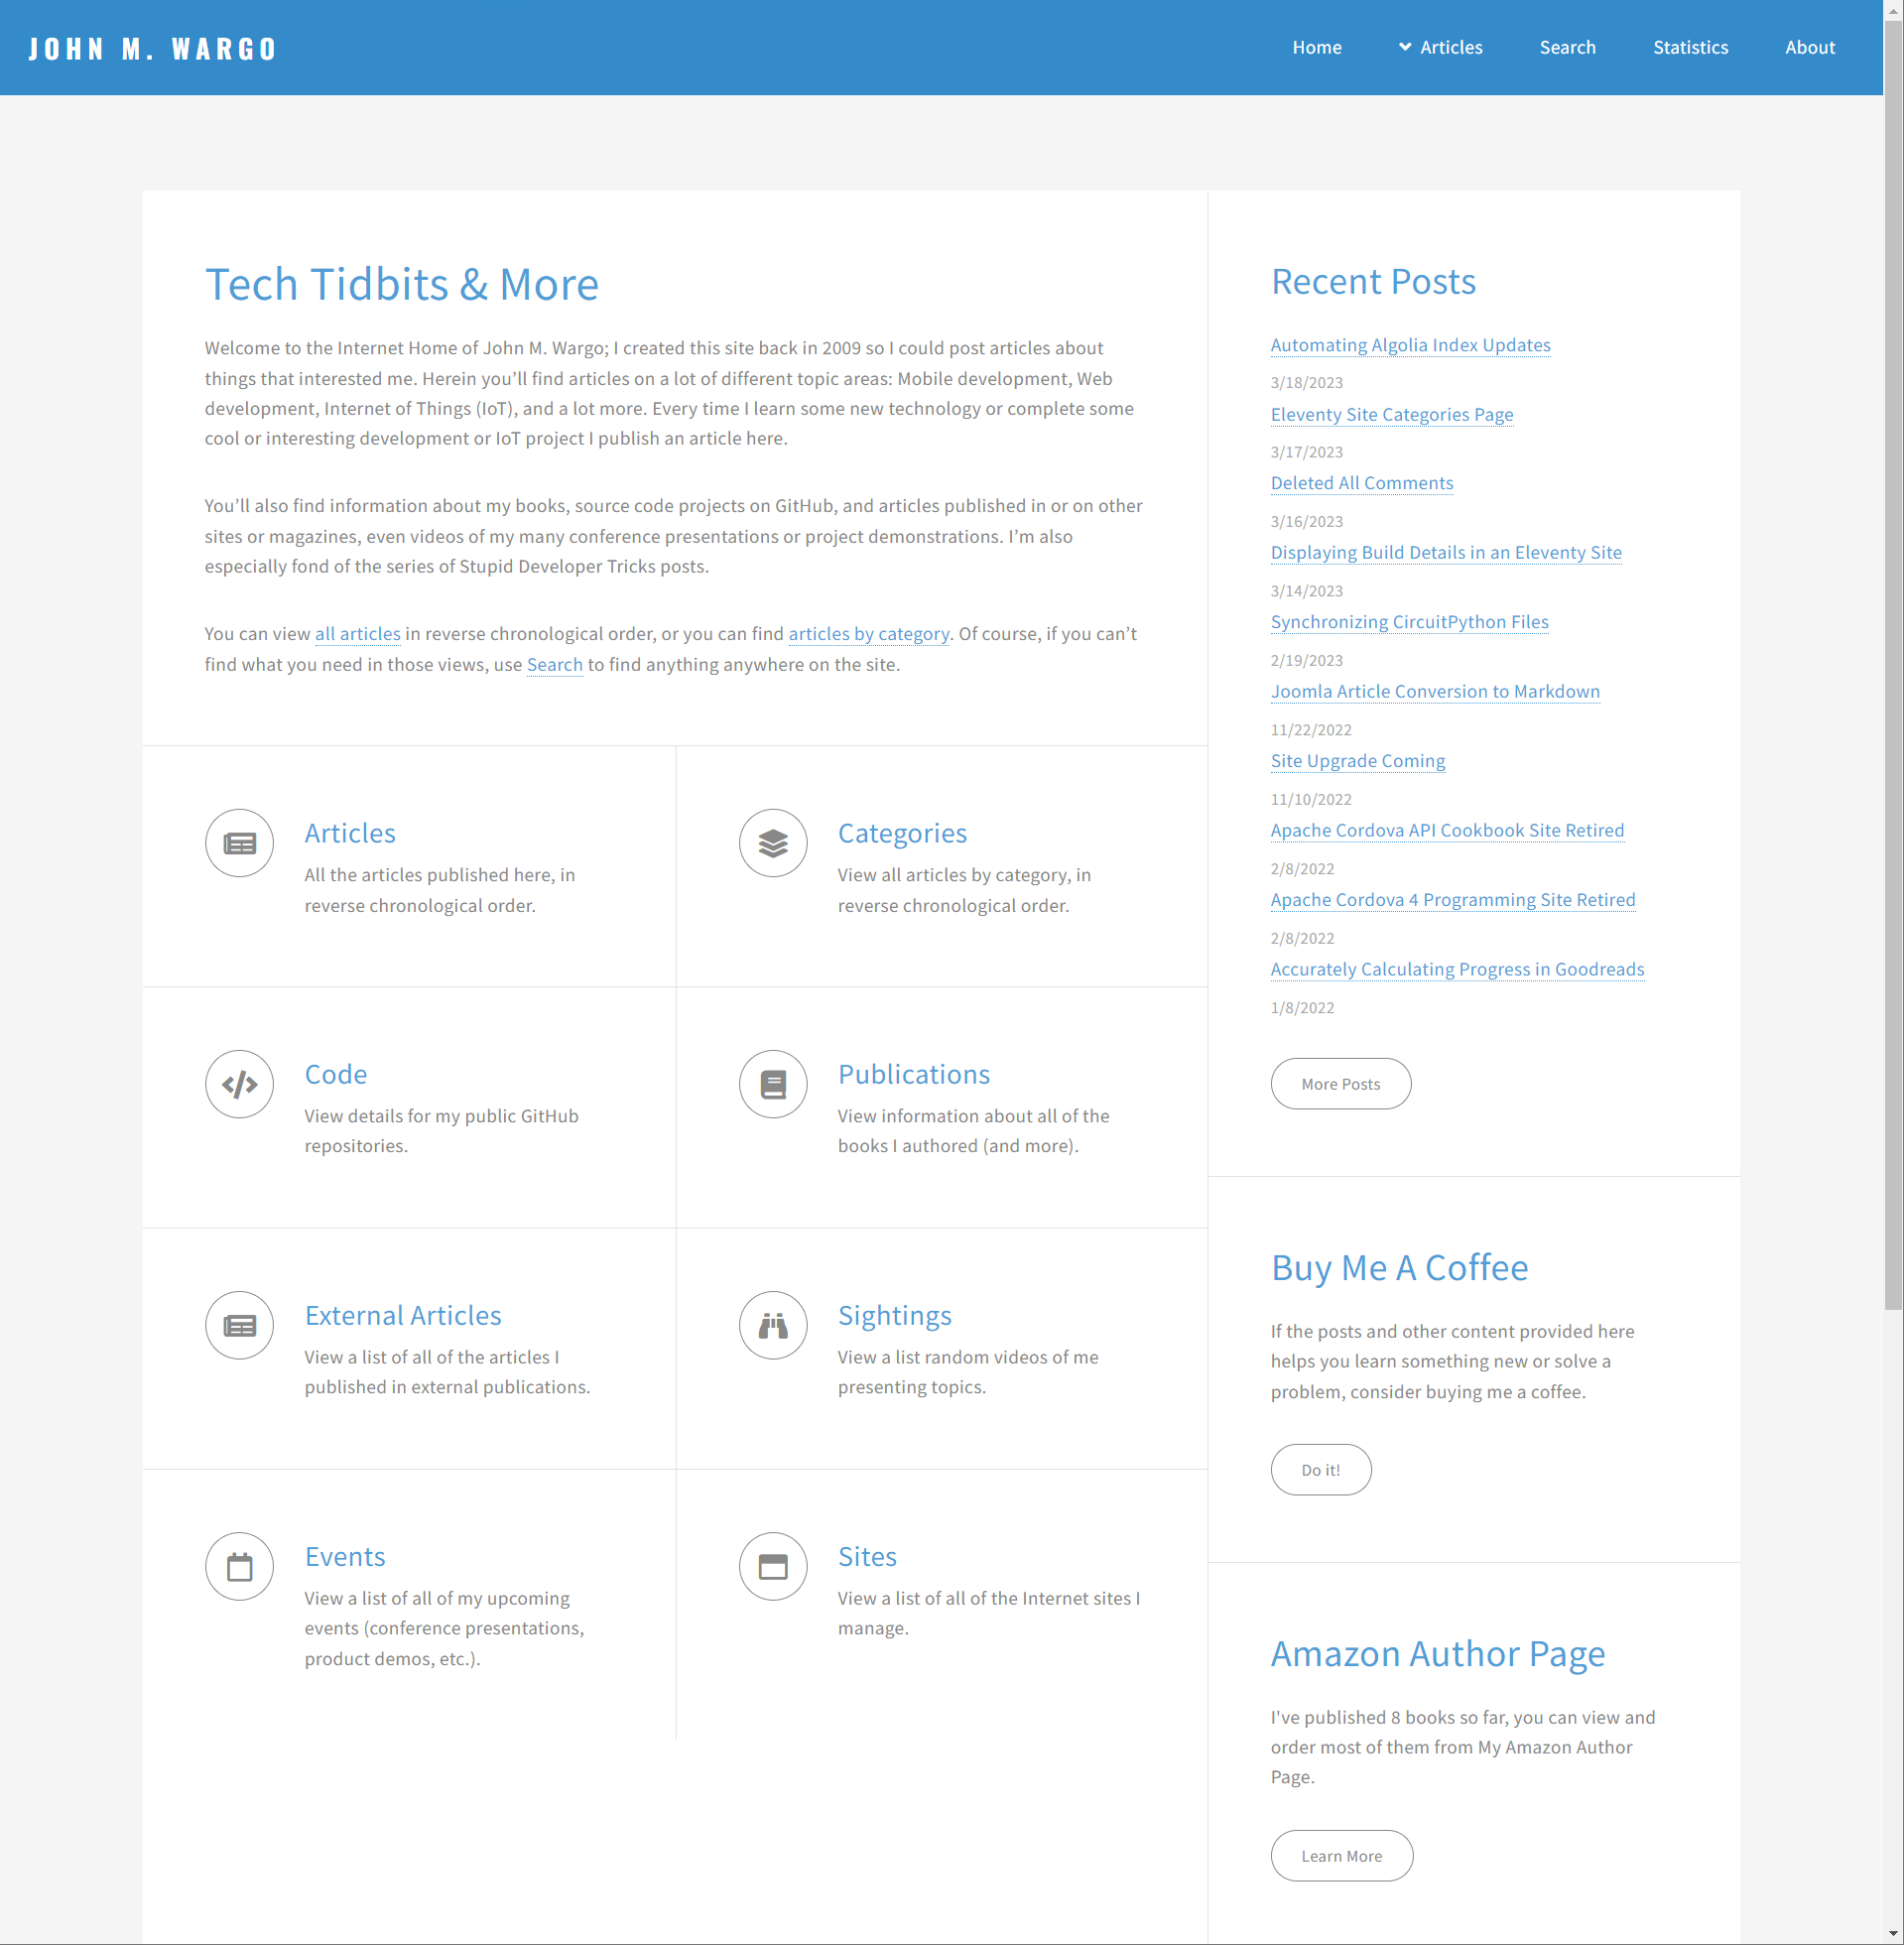 JOHN M. WARGO
Home
Articles
Search
Statistics
About
Tech Tidbits & More
Welcome to the Internet Home of John M. Wargo; I created this site back in 2009 so I could post articles about
things that interested me. Herein you’ll find articles on a lot of different topic areas: Mobile development, Web
development, Internet of Things (IoT), and a lot more. Every time I learn some new technology or complete some
cool or interesting development or IoT project I publish an article here.
You’ll also find information about my books, source code projects on GitHub, and articles published in or on other
sites or magazines, even videos of my many conference presentations or project demonstrations. I’m also
especially fond of the series of Stupid Developer Tricks posts.
You can view all articles in reverse chronological order, or you can find articles by category. Of course, if you can’t
find what you need in those views, use Search to find anything anywhere on the site.
Articles
All the articles published here, in
reverse chronological order.
Categories
View all articles by category, in
reverse chronological order.
Code
View details for my public GitHub
repositories.
Publications
View information about all of the
books I authored (and more).
External Articles
View a list of all of the articles I
published in external publications.
Sightings
View a list random videos of me
presenting topics.
Events
View a list of all of my upcoming
events (conference presentations,
product demos, etc.).
Sites
View a list of all of the Internet sites I
manage.
Recent Posts
Automating Algolia Index Updates
3/18/2023
Eleventy Site Categories Page
3/17/2023
Deleted All Comments
3/16/2023
Displaying Build Details in an Eleventy Site
3/14/2023
Synchronizing CircuitPython Files
2/19/2023
Joomla Article Conversion to Markdown
11/22/2022
Site Upgrade Coming
11/10/2022
Apache Cordova API Cookbook Site Retired
2/8/2022
Apache Cordova 4 Programming Site Retired
2/8/2022
Accurately Calculating Progress in Goodreads
1/8/2022
More Posts
Buy Me A Coffee
If the posts and other content provided here
helps you learn something new or solve a
problem, consider buying me a coffee.
Do it!
Amazon Author Page
I've published 8 books so far, you can view and
order most of them from My Amazon Author
Page.
Learn More